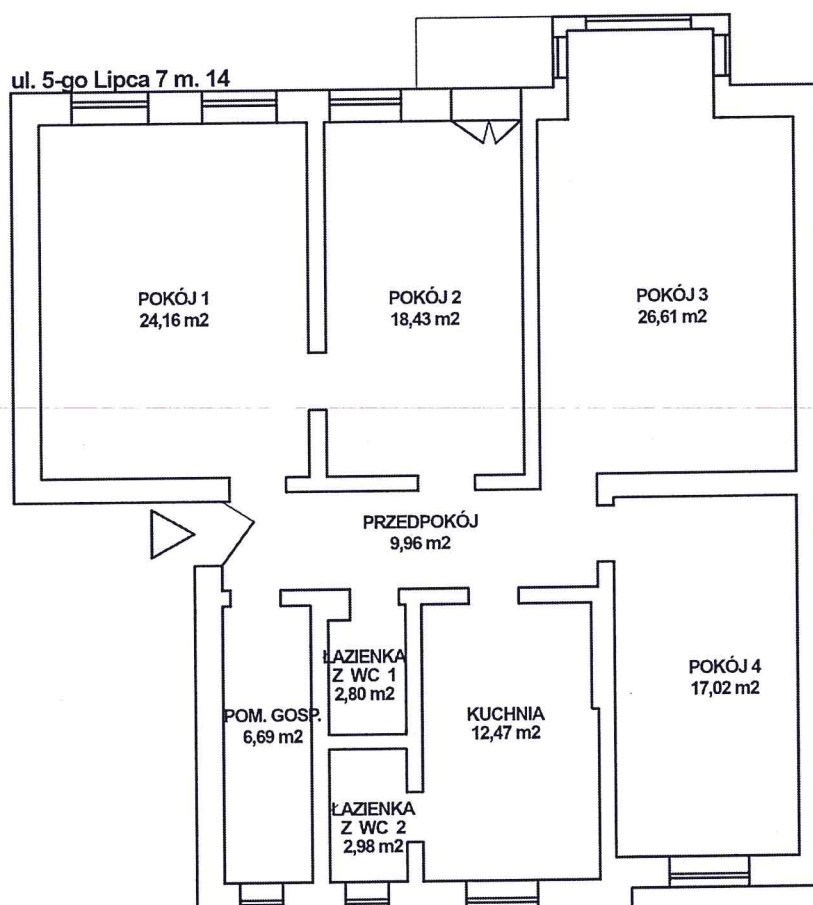 ul. 5-go Lipca 7 m. 14
POKÓJ 1
24,16 m2
POKÓJ 2
18,43 m2
POKÓJ 3
26,61 m2
PRZEDPOKÓJ
9,96 m2
ŁAZIENKA
Z WC 1
2,80 m2
POKÓJ 4
17,02 m2
POM. GOSP.
6,69 m2
KUCHNIA
12,47 m2
ŁAZIENKA
Z WC 2
2,98 m2